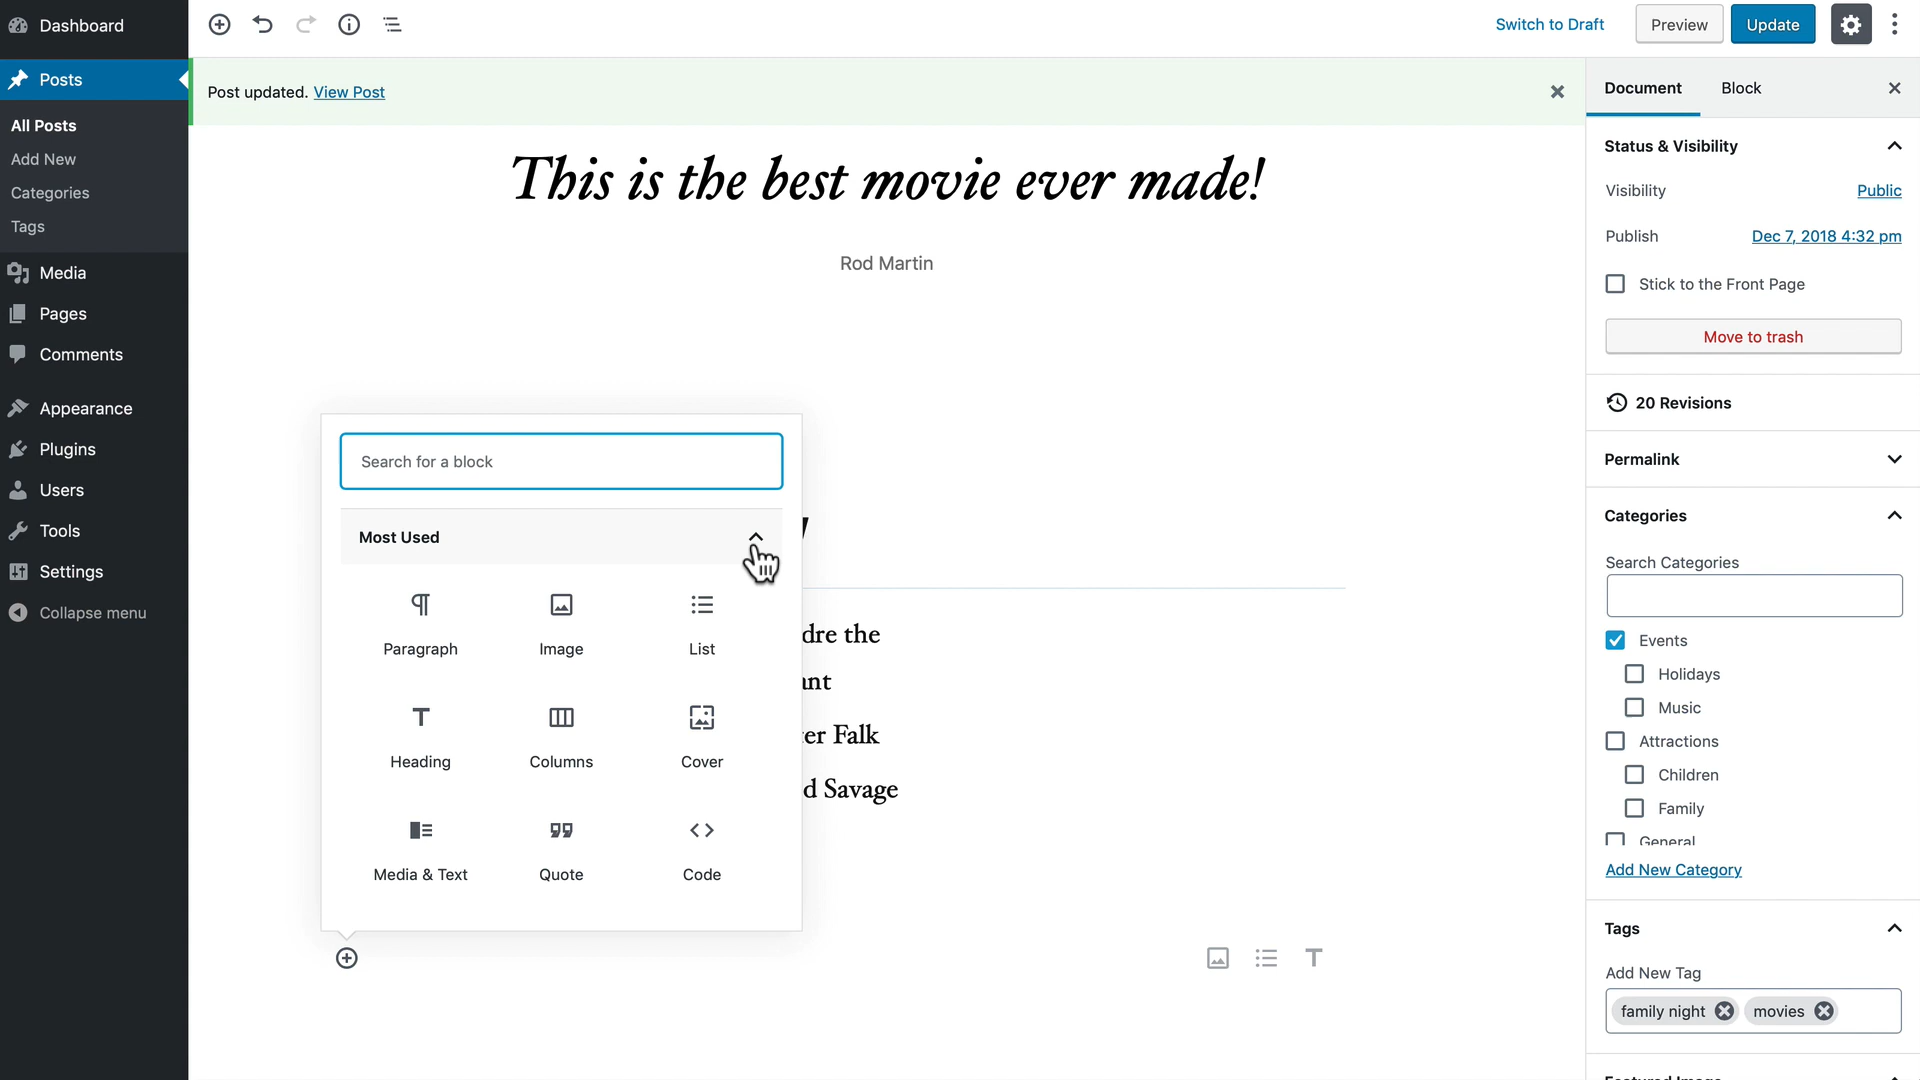 Dashboard
Posts
All Posts
Add New
Categories
Tags
Media
Pages
Comments
Appearance
Plugins
Users
Tools
Settings
Collapse menu
Switch to Draft
Preview
Update
Post updated. View Post
This is the best movie ever made!
Rod Martin
Search for a block
Most Used
Paragraph
Image
List
Heading
Columns
Cover
Media & Text
Quote
Code
dre the
ant
er Falk
d Savage
Document
Block
Status & Visibility
Visibility
Public
Publish
Dec 7, 2018 4:32 pm
Stick to the Front Page
Move to trash
20 Revisions
Permalink
Categories
Search Categories
Events
Holidays
Music
Attractions
Children
Family
General
Add New Category
Tags
Add New Tag
family night
movies
Featured Image